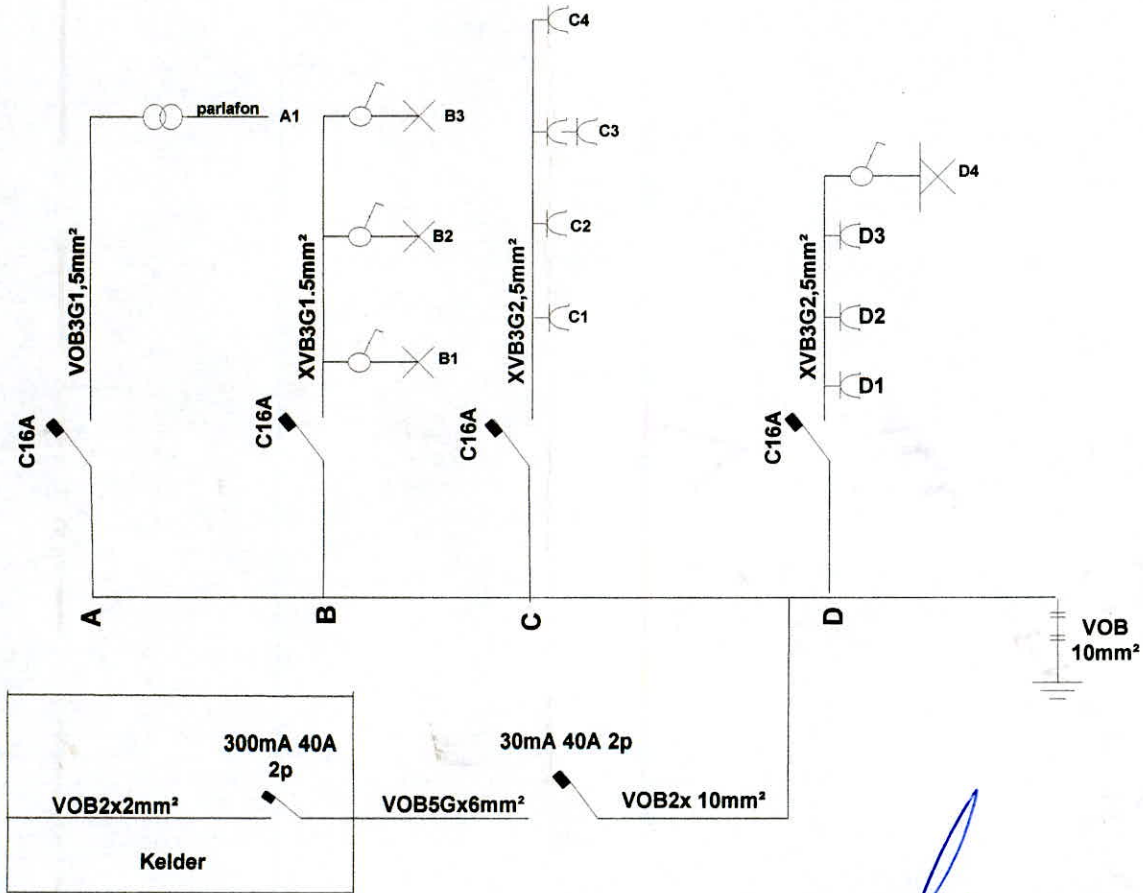 C4
parlafon
A1
B3
C3
D4
B2
C2
D3
VOB3G1,5mm²
XVB3G1.5mm²
XVB3G2,5mm²
XVB3G2,5mm²
C1
D2
B1
D1
C16A
C16A
C16A
C16A
A
B
C
D
VOB
10mm²
300mA 40A
2p
30mA 40A 2p
VOB2x2mm²
VOB5Gx6mm²
VOB2x 10mm²
Kelder